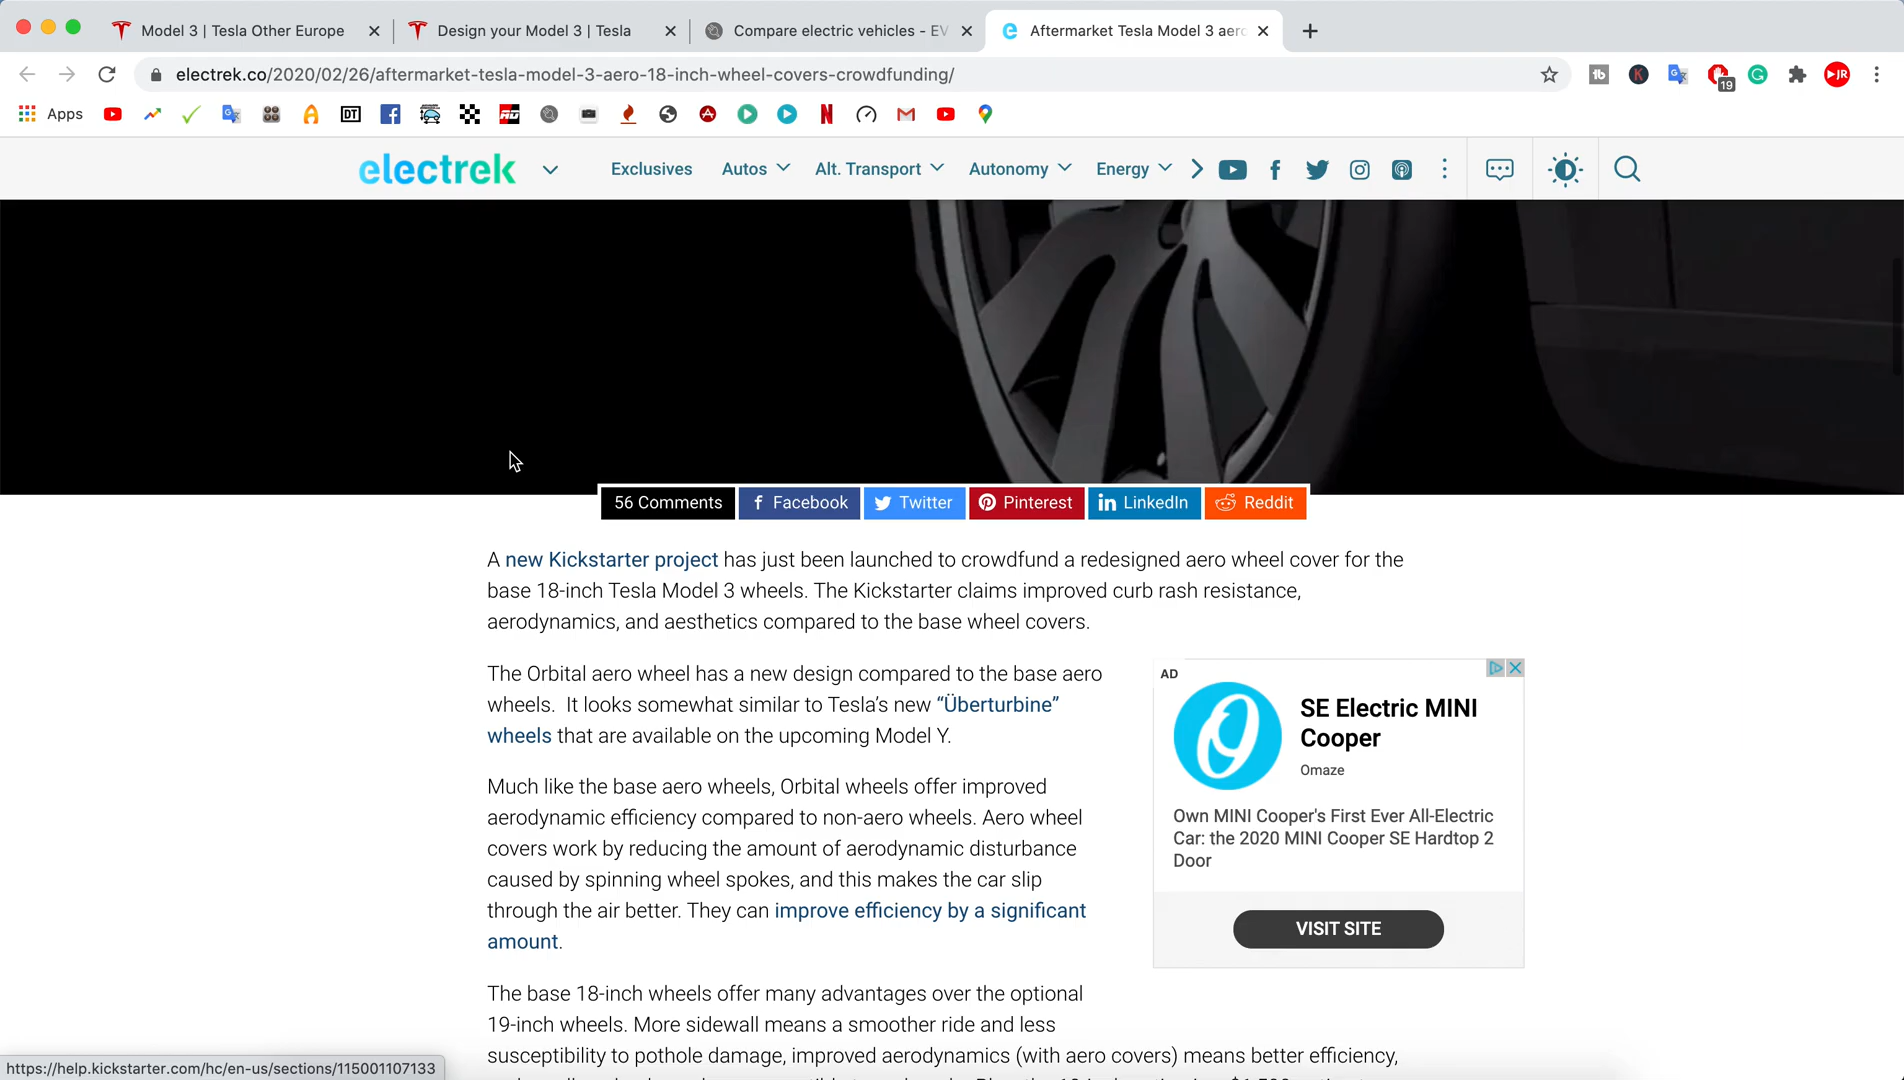 Model 3 | Tesla Other Europe
Design your Model 3 | Tesla
Compare electric vehicles - EV
Aftermarket Tesla Model 3 aero
electrek.co/2020/02/26/aftermarket-tesla-model-3-aero-18-inch-wheel-covers-crowdfunding/
tb
K
19
G
JR
Apps
DT
electrek
Exclusives
Autos
Alt. Transport
Autonomy
Energy
56 Comments
Facebook
Twitter
Pinterest
LinkedIn
Reddit
A new Kickstarter project has just been launched to crowdfund a redesigned aero wheel cover for the
base 18-inch Tesla Model 3 wheels. The Kickstarter claims improved curb rash resistance,
aerodynamics, and aesthetics compared to the base wheel covers.
The Orbital aero wheel has a new design compared to the base aero
wheels. It looks somewhat similar to Tesla's new “Überturbine”
wheels that are available on the upcoming Model Y.
Much like the base aero wheels, Orbital wheels offer improved
aerodynamic efficiency compared to non-aero wheels. Aero wheel
covers work by reducing the amount of aerodynamic disturbance
caused by spinning wheel spokes, and this makes the car slip
through the air better. They can improve efficiency by a significant
amount.
AD
SE Electric MINI
Cooper
Omaze
Own MINI Cooper's First Ever All-Electric
Car: the 2020 MINI Cooper SE Hardtop 2
Door
VISIT SITE
The base 18-inch wheels offer many advantages over the optional
19-inch wheels. More sidewall means a smoother ride and less
susceptibility to pothole damage, improved aerodynamics (with aero covers) means better efficiency,
https://help.kickstarter.com/hc/en-us/sections/115001107133